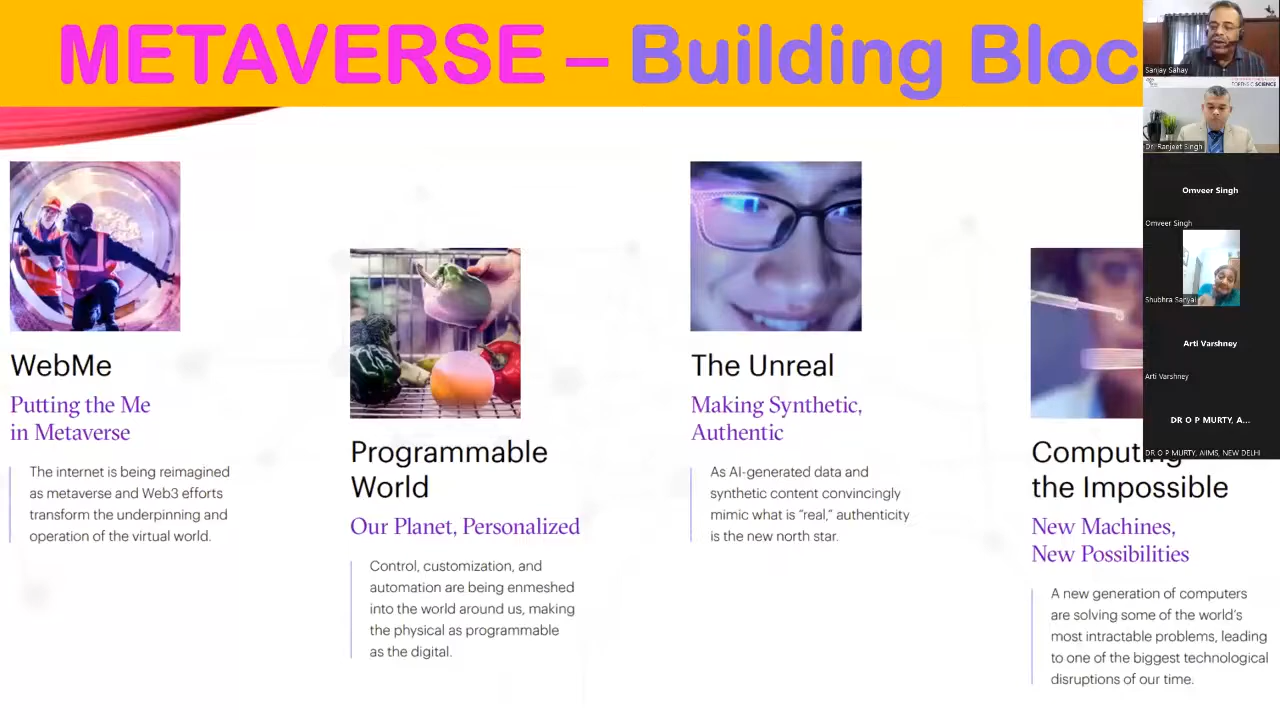 METAVERSE – Building Bloc
WebMe
Putting the Me
in Metaverse
The internet is being reimagined
as metaverse and Web3 efforts
transform the underpinning and
operation of the virtual world.
Programmable
World
Our Planet, Personalized
Control, customization, and
automation are being enmeshed
into the world around us, making
the physical as programmable
as the digital.
The Unreal
Making Synthetic,
Authentic
As AI-generated data and
synthetic content convincingly
mimic what is “real,” authenticity
is the new north star.
Computing
the Impossible
New Machines,
New Possibilities
A new generation of computers
are solving some of the world’s
most intractable problems, leading
to one of the biggest technological
disruptions of our time.
Sanjay Sahay
FORENSIC SCIENCE
Dr. Ranjeet Singh
Omveer Singh
Omveer Singh
Shubhra Sanyal
Arti Varshney
Arti Varshney
DR O P MURTY, A...
DR O P MURTY, AIIMS, NEW DELHI